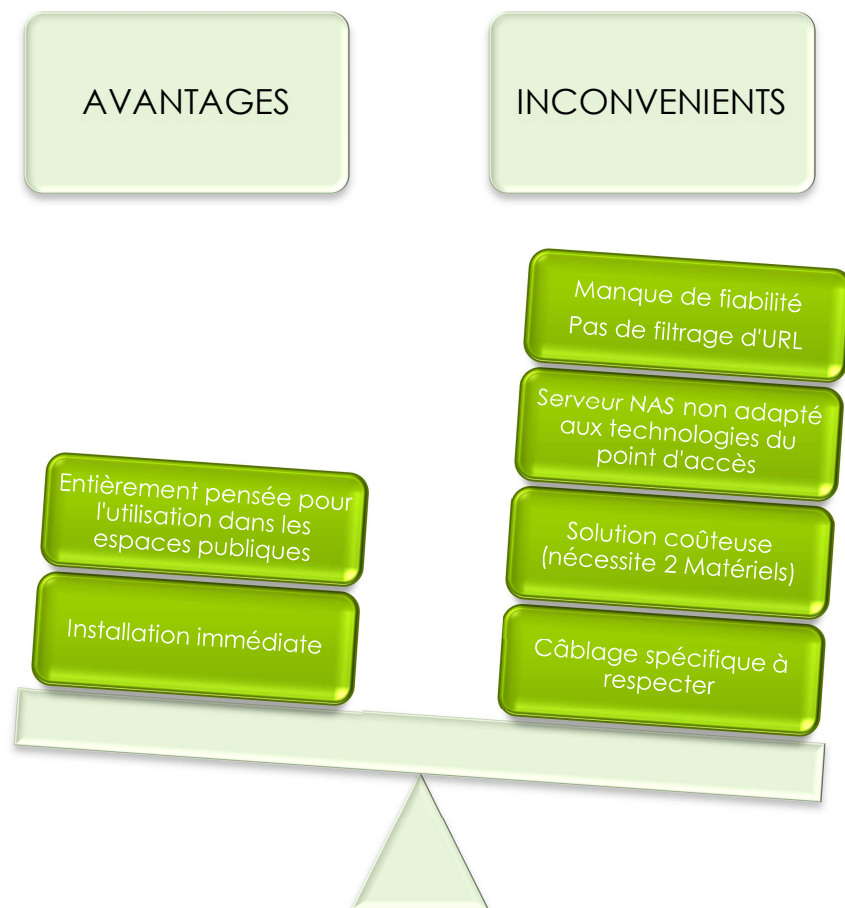 AVANTAGES
INCONVENIENTS
Entièrement pensée pour
l'utilisation dans les
espaces publiques
Installation immédiate
Manque de fiabilité
Pas de filtrage d'URL
Serveur NAS non adapté
aux technologies du
point d'accès
Solution coûteuse
(nécessite 2 Matériels)
Câblage spécifique à
respecter